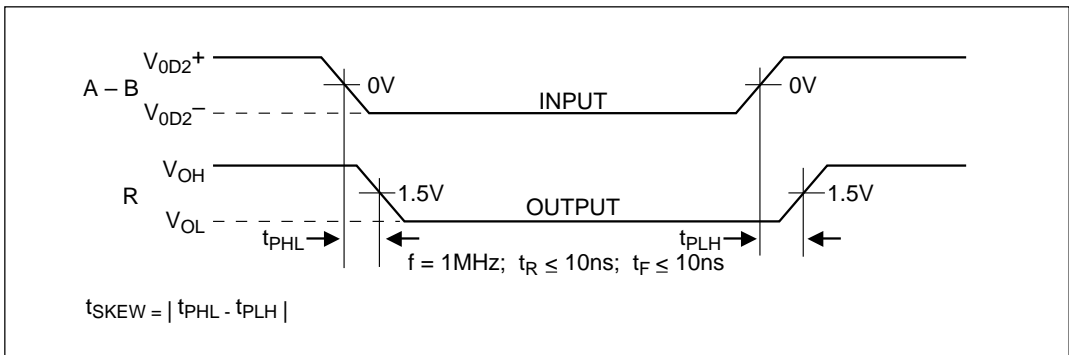 V0D2+
A – B
0V
0V
INPUT
V0D2–
VOH
R
1.5V
1.5V
OUTPUT
VOL
tPHL
tPLH
f = 1MHz; tR ≤ 10ns; tF ≤ 10ns
tSKEW = | tPHL - tPLH |